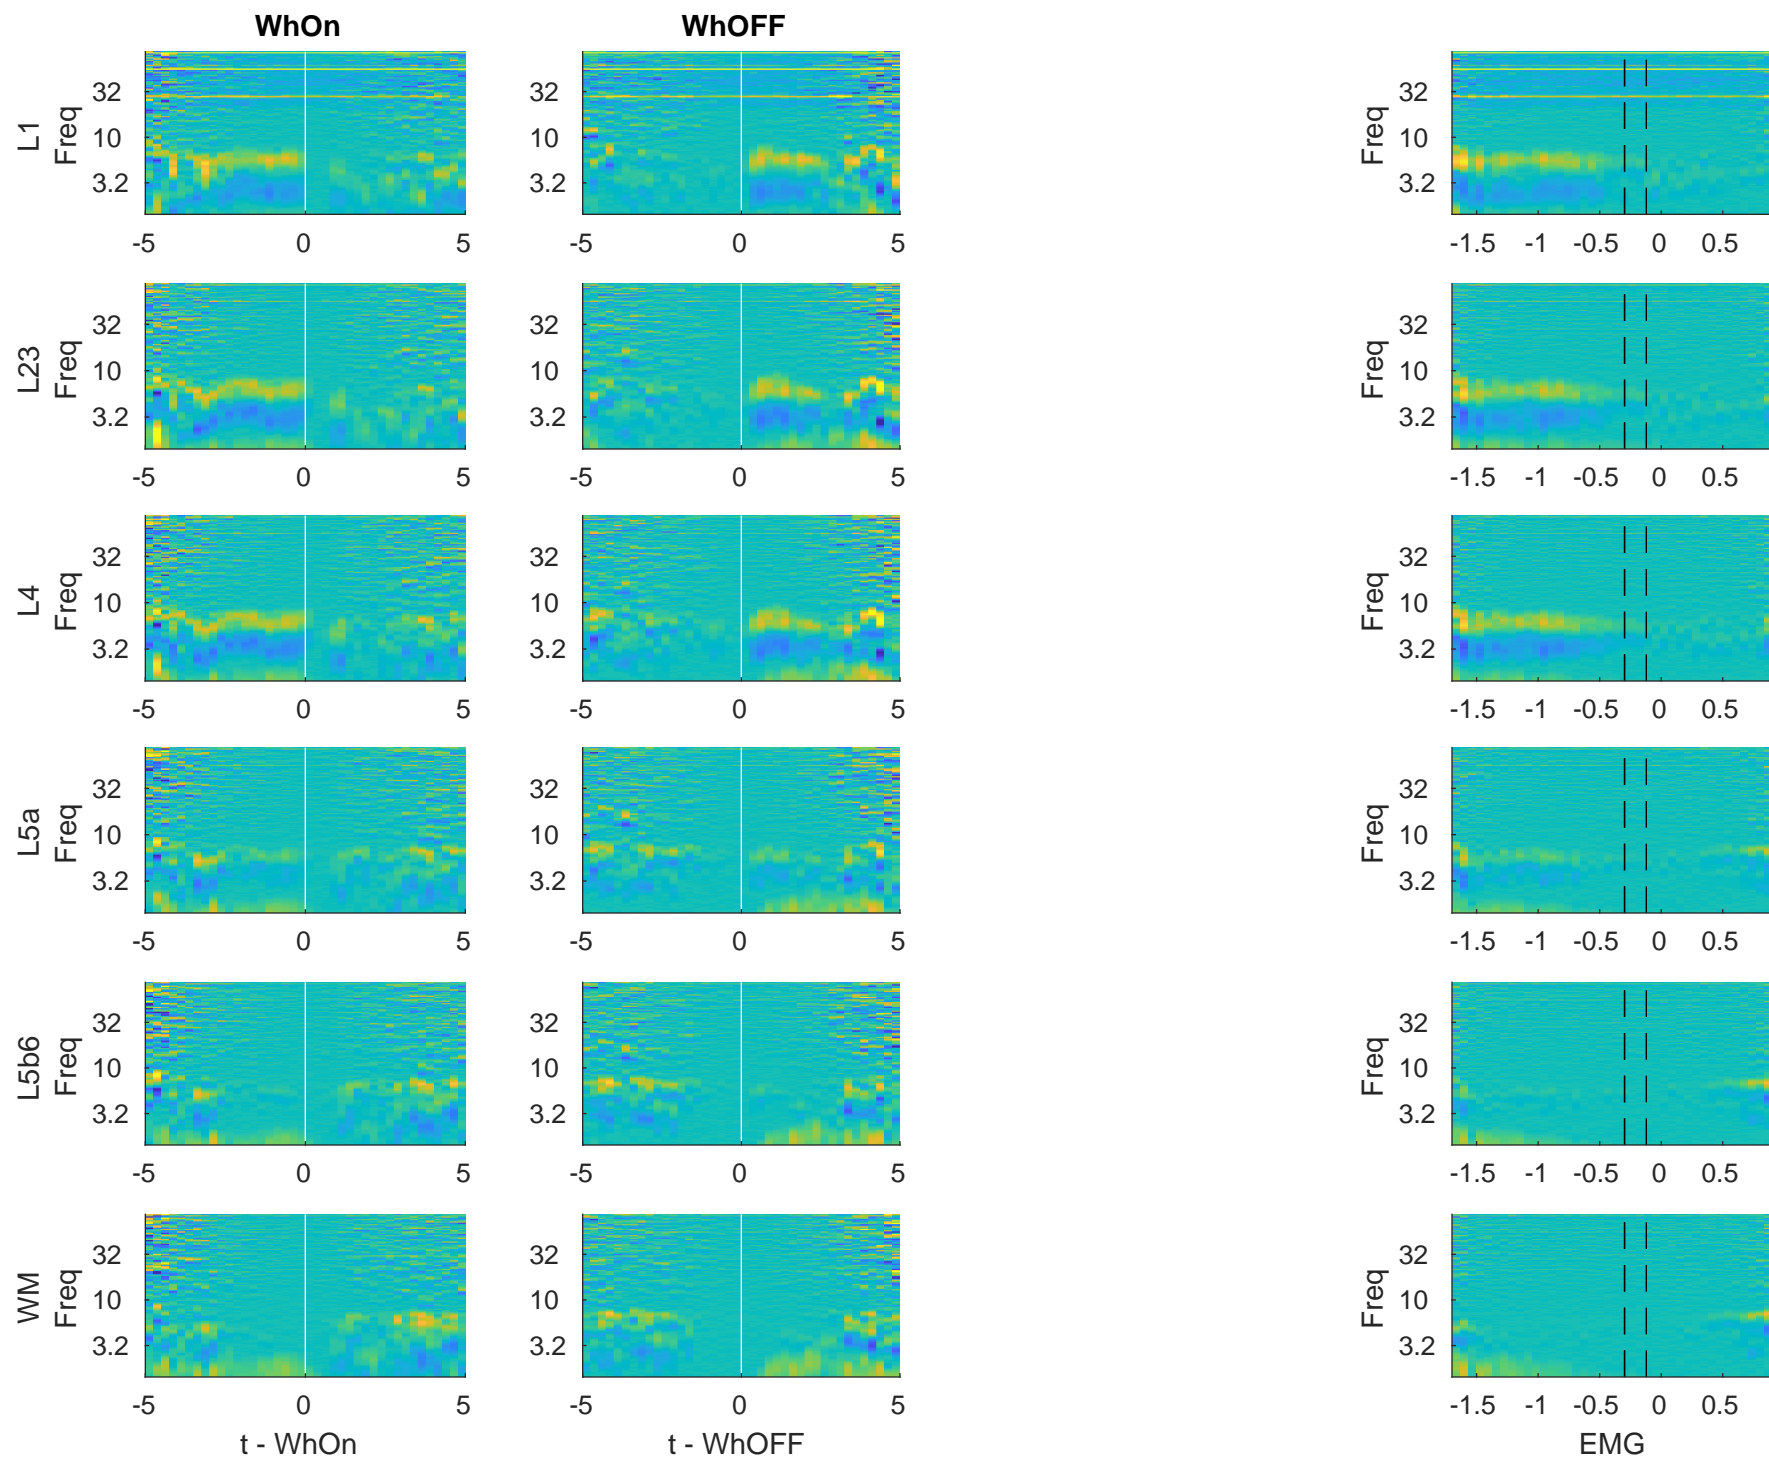 WhOn WhOFF
L1 Freq 32 10 3.2 32 10 3.2 Freq 32 10 3.2
-5 0 5 -5 0 5 -1.5 -1 -0.5 0 0.5
L23 Freq 32 10 3.2 32 10 3.2 Freq 32 10 3.2
-5 0 5 -5 0 5 -1.5 -1 -0.5 0 0.5
L4 Freq 32 10 3.2 32 10 3.2 Freq 32 10 3.2
-5 0 5 -5 0 5 -1.5 -1 -0.5 0 0.5
L5a Freq 32 10 3.2 32 10 3.2 Freq 32 10 3.2
-5 0 5 -5 0 5 -1.5 -1 -0.5 0 0.5
L5b6 Freq 32 10 3.2 32 10 3.2 Freq 32 10 3.2
-5 0 5 -5 0 5 -1.5 -1 -0.5 0 0.5
WM Freq 32 10 3.2 32 10 3.2 Freq 32 10 3.2
-5 0 5 -5 0 5 -1.5 -1 -0.5 0 0.5
t - WhOn t - WhOFF EMG